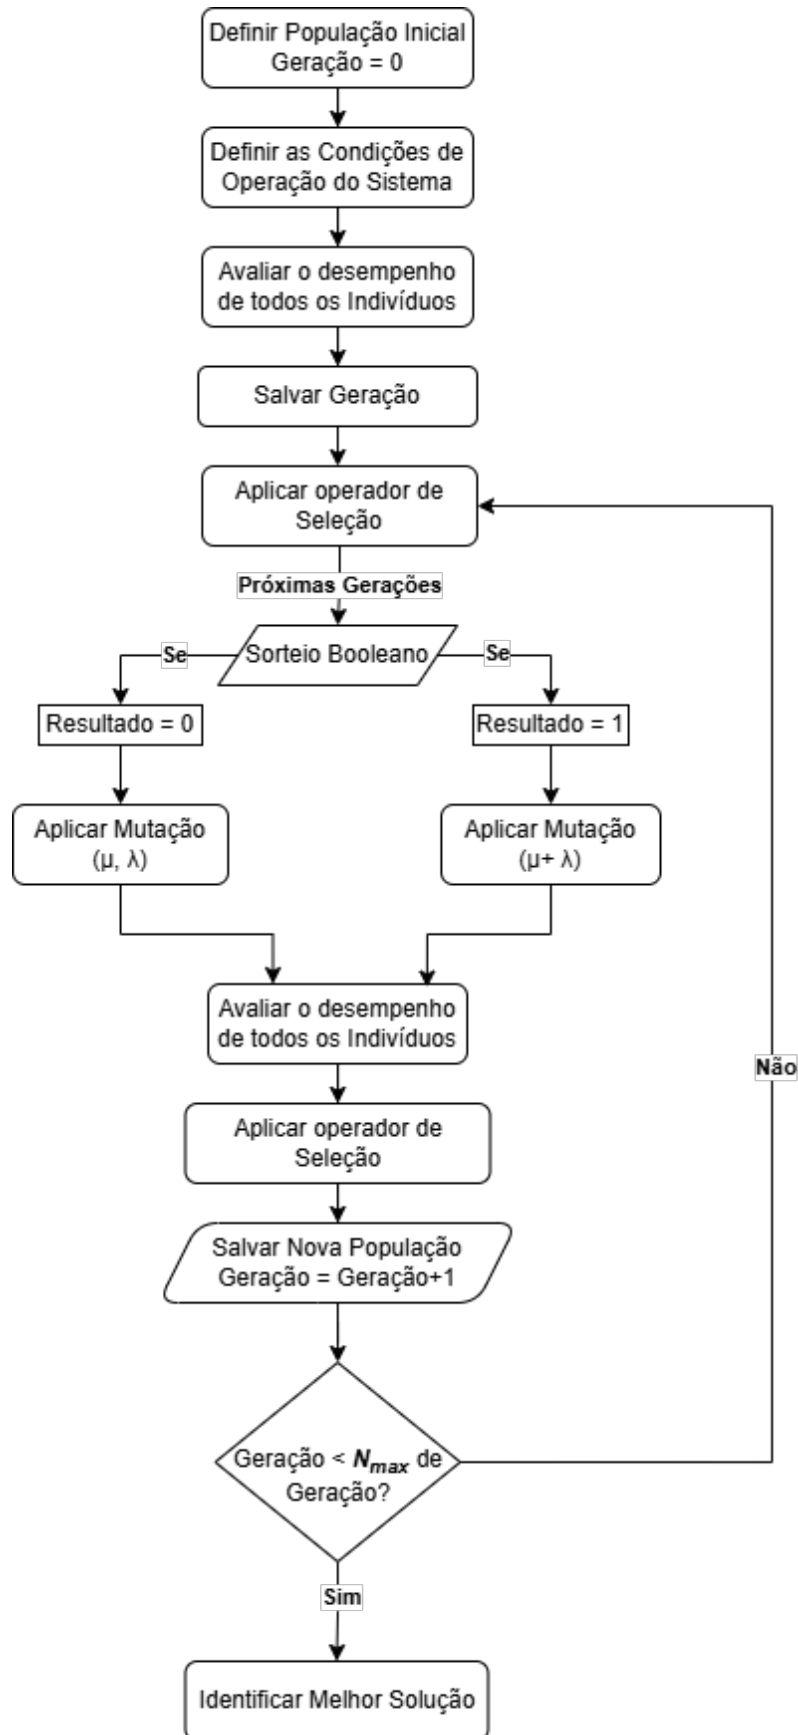 Definir População Inicial
Geração = 0
Definir as Condições de
Operação do Sistema
Avaliar o desempenho
de todos os Indivíduos
Salvar Geração
Aplicar operador de
Seleção
Próximas Gerações
Se
Sorteio Booleano
Se
Resultado = 0
Resultado = 1
Aplicar Mutação
(μ, λ)
Aplicar Mutação
(μ+ λ)
Avaliar o desempenho
de todos os Indivíduos
Não
Aplicar operador de
Seleção
Salvar Nova População
Geração = Geração+1
Geração < Nmax de
Geração?
Sim
Identificar Melhor Solução